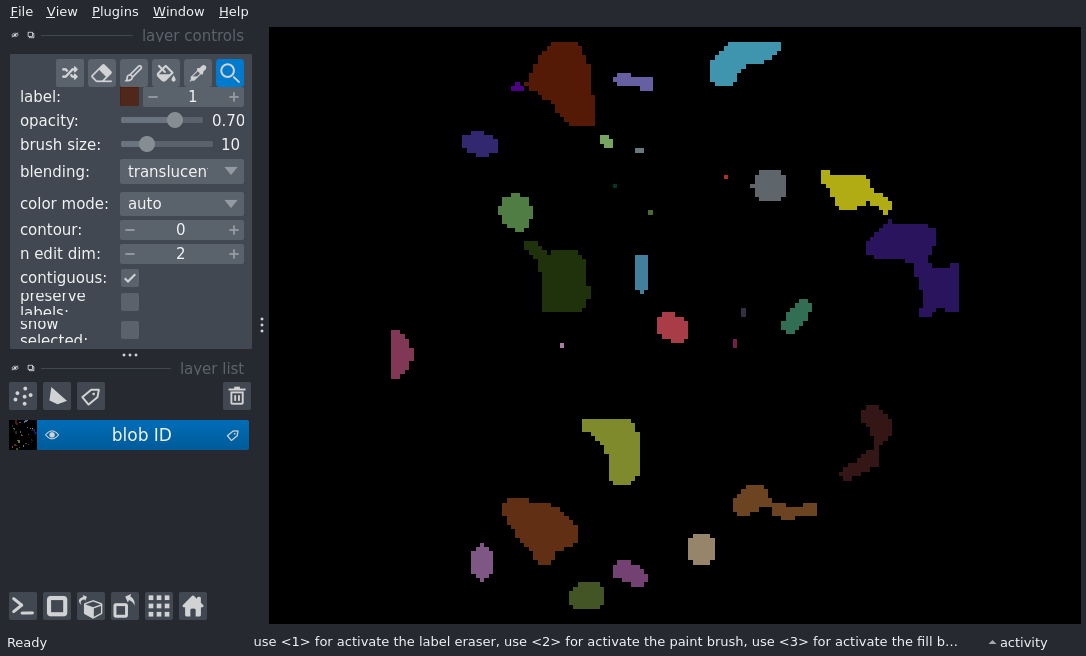 File View Plugins Window Help
layer controls
label: 1
opacity: 0.70
brush size: 10
blending: translucen
color mode: auto
contour: 0
n edit dim: 2
contiguous:
preserve
labels:
show
selected:
layer list
blob ID
Ready
use <1> for activate the label eraser, use <2> for activate the paint brush, use <3> for activate the fill b…
activity